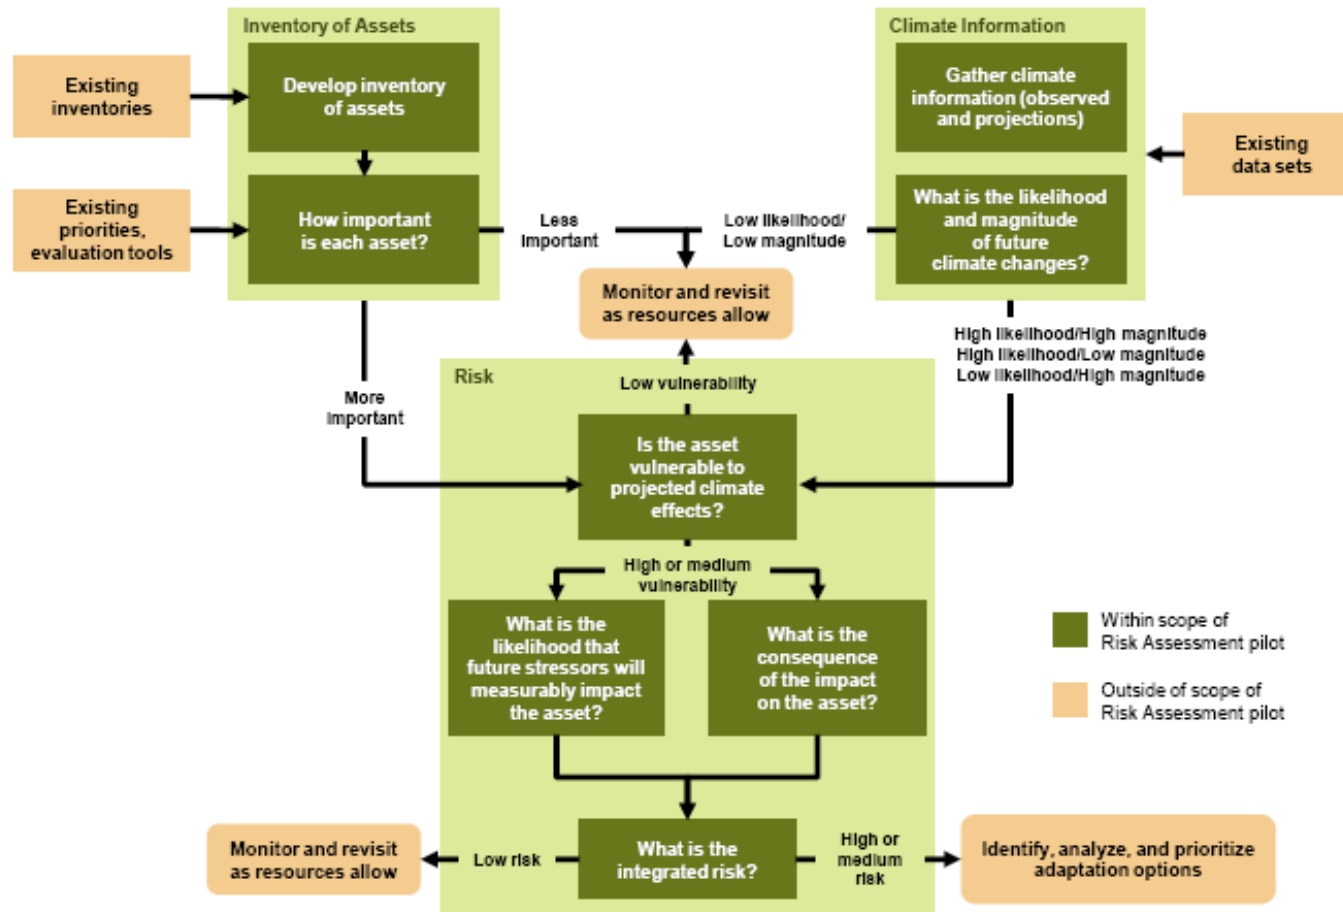 Inventory of Assets
Existing
inventories
Develop inventory
of assets
Existing
priorities,
evaluation tools
How important
is each asset?
Less
important
Low likelihood/
Low magnitude
Climate Information
Gather climate
information (observed
and projections)
What is the likelihood
and magnitude
of future
climate changes?
Existing
data sets
Monitor and revisit
as resources allow
High likelihood/High magnitude
High likelihood/Low magnitude
Low likelihood/High magnitude
More
important
Risk
Low vulnerability
Is the asset
vulnerable to
projected climate
effects?
High or medium
vulnerability
What is the
likelihood that
future stressors will
measurably impact
the asset?
What is the
consequence
of the impact
on the asset?
Within scope of
Risk Assessment pilot
Outside of scope of
Risk Assessment pilot
Monitor and revisit
as resources allow
Low risk
What is the
integrated risk?
High or
medium
risk
Identify, analyze, and prioritize
adaptation options